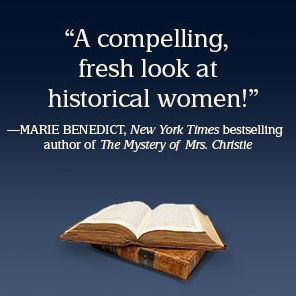 “A compelling,
fresh look at
historical women!”
—MARIE BENEDICT, New York Times bestselling
author of The Mystery of Mrs. Christie